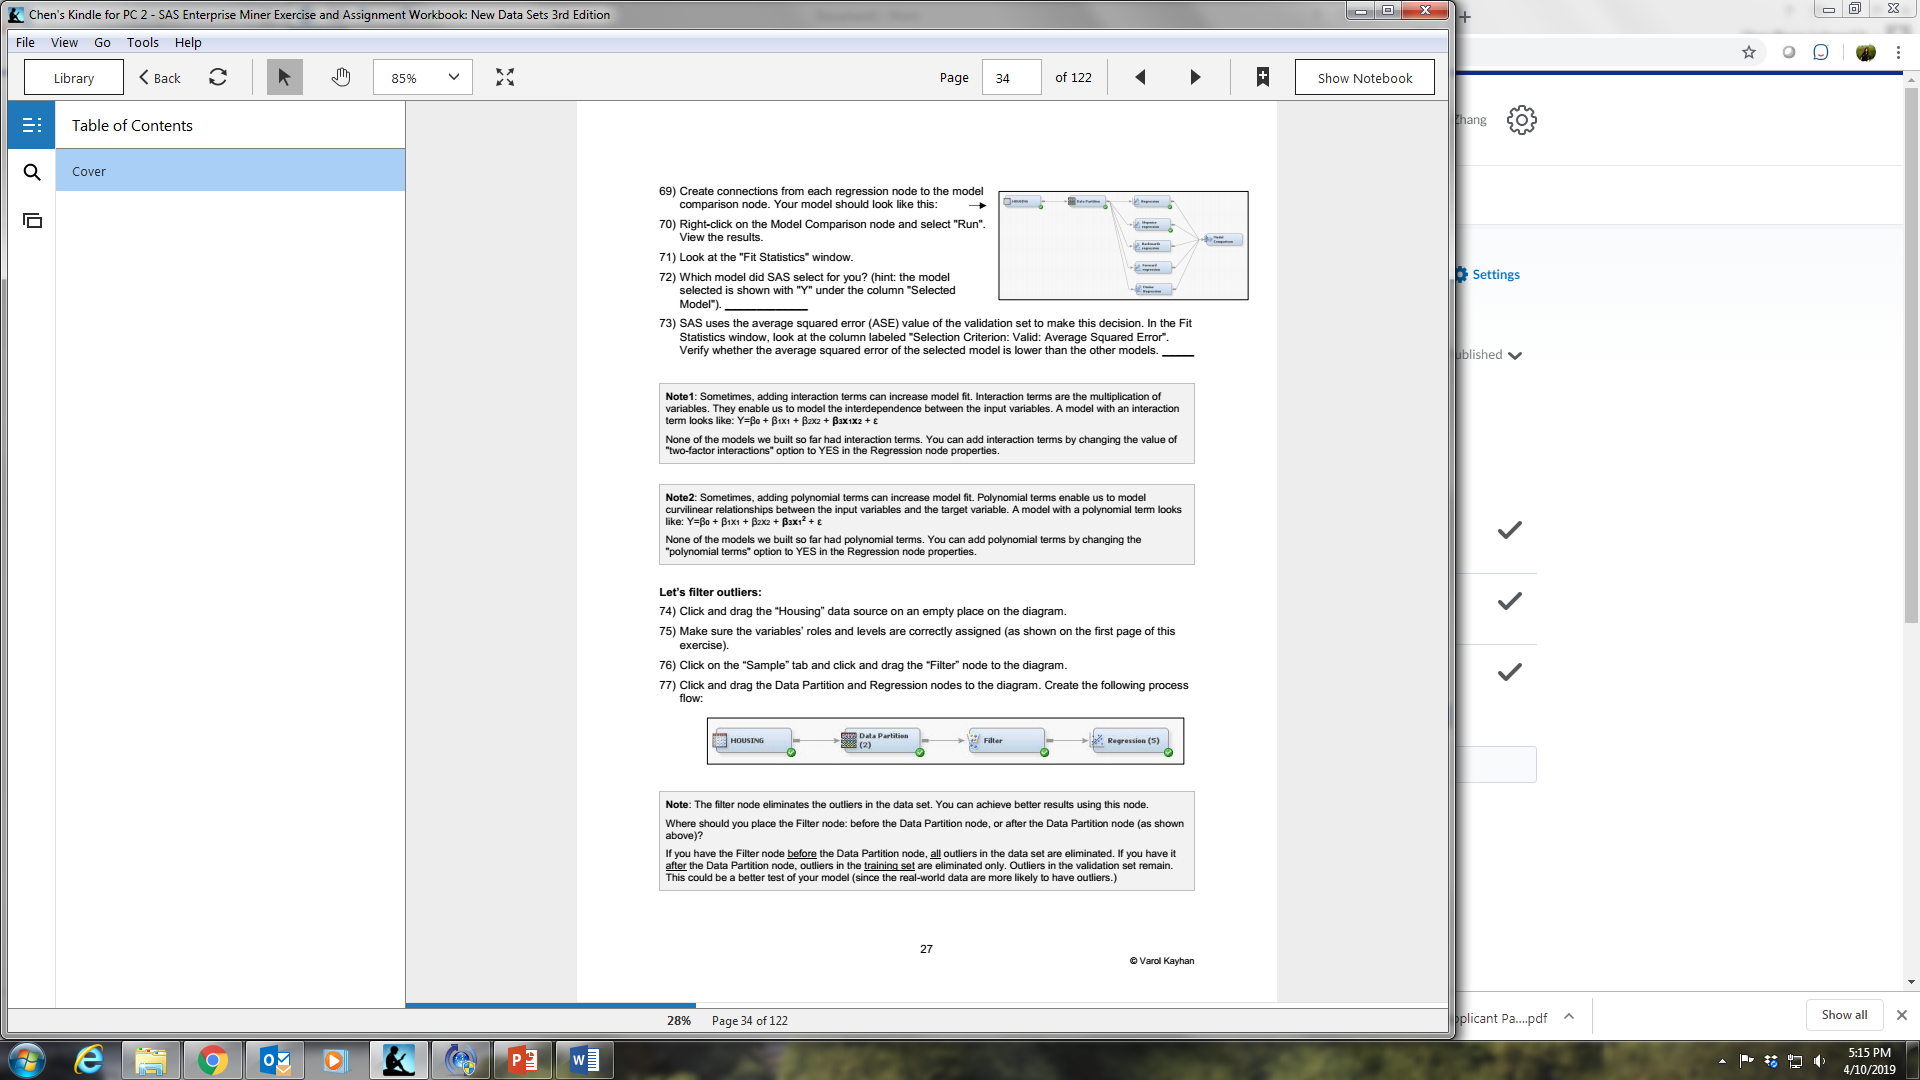 Chen's Kindle for PC 2 - SAS Enterprise Miner Exercise and Assignment Workbook: New Data Sets 3rd Edition
File View Go Tools Help
Library
Back
85%
Page 34 of 122
Show Notebook
Table of Contents
Cover
69) Create connections from each regression node to the model
comparison node. Your model should look like this:
70) Right-click on the Model Comparison node and select "Run".
View the results.
71) Look at the "Fit Statistics" window.
72) Which model did SAS select for you? (hint: the model
selected is shown with "Y" under the column "Selected
Model"). ______________
HOUSING
Data Partition
Regression
Stepwise
regression
Backwards
regression
Forward
regression
Model
Comparison
73) SAS uses the average squared error (ASE) value of the validation set to make this decision. In the Fit
Statistics window, look at the column labeled "Selection Criterion: Valid: Average Squared Error".
Verify whether the average squared error of the selected model is lower than the other models. _____
Note1: Sometimes, adding interaction terms can increase model fit. Interaction terms are the multiplication of
variables. They enable us to model the interdependence between the input variables. A model with an interaction
term looks like: Y=β0 + β1x1 + β2x2 + β3x1x2 + ε
None of the models we built so far had interaction terms. You can add interaction terms by changing the value of
"two-factor interactions" option to YES in the Regression node properties.
Note2: Sometimes, adding polynomial terms can increase model fit. Polynomial terms enable us to model
curvilinear relationships between the input variables and the target variable. A model with a polynomial term looks
like: Y=β0 + β1x1 + β2x2 + β3x1² + ε
None of the models we built so far had polynomial terms. You can add polynomial terms by changing the
"polynomial terms" option to YES in the Regression node properties.
Let's filter outliers:
74) Click and drag the “Housing” data source on an empty place on the diagram.
75) Make sure the variables’ roles and levels are correctly assigned (as shown on the first page of this
exercise).
76) Click on the “Sample” tab and click and drag the “Filter” node to the diagram.
77) Click and drag the Data Partition and Regression nodes to the diagram. Create the following process
flow:
HOUSING
Data Partition
(2)
Filter
Regression (5)
Note: The filter node eliminates the outliers in the data set. You can achieve better results using this node.
Where should you place the Filter node: before the Data Partition node, or after the Data Partition node (as shown
above)?
If you have the Filter node before the Data Partition node, all outliers in the data set are eliminated. If you have it
after the Data Partition node, outliers in the training set are eliminated only. Outliers in the validation set remain.
This could be a better test of your model (since the real-world data are more likely to have outliers.)
27
© Varol Kayhan
28% Page 34 of 122
Zhang
Settings
ublished
plicant Pa....pdf
Show all
5:15 PM
4/10/2019